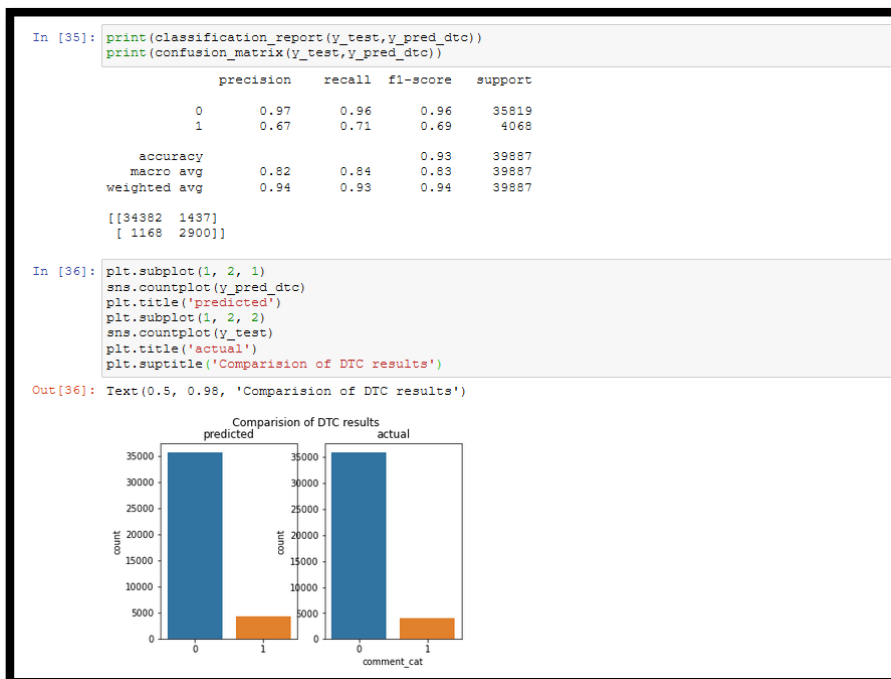 In [35]: print(classification_report(y_test,y_pred_dtc))
print(confusion_matrix(y_test,y_pred_dtc))
precision recall f1-score support
0 0.97 0.96 0.96 35819
1 0.67 0.71 0.69 4068
accuracy 0.93 39887
macro avg 0.82 0.84 0.83 39887
weighted avg 0.94 0.93 0.94 39887
[[34382 1437]
[ 1168 2900]]
In [36]: plt.subplot(1, 2, 1)
sns.countplot(y_pred_dtc)
plt.title('predicted')
plt.subplot(1, 2, 2)
sns.countplot(y_test)
plt.title('actual')
plt.suptitle('Comparision of DTC results')
Out[36]: Text(0.5, 0.98, 'Comparision of DTC results')
Comparision of DTC results
predicted actual
35000 35000
30000 30000
25000 25000
20000 20000
count count
15000 15000
10000 10000
5000 5000
0 0
0 1 0 1
comment_cat